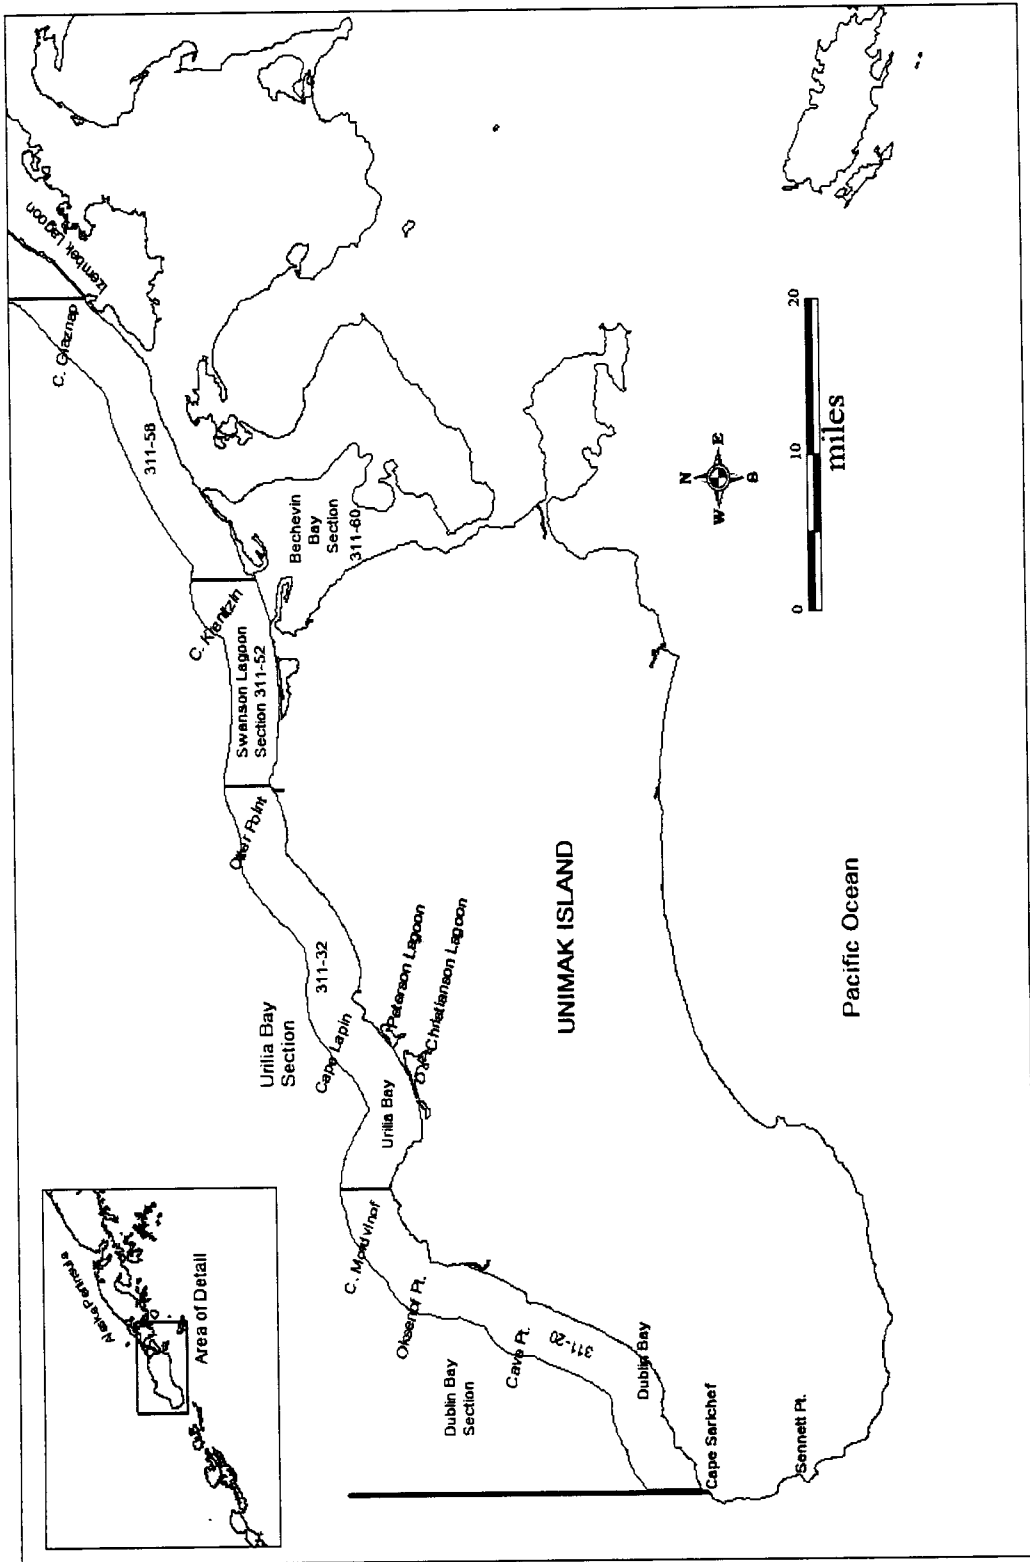 Alaska Peninsula
Area of Detail
Izembek Lagoon
C. Glaznap
311-58
Bechevin
Bay
Section
311-60
C. Krenitzin
Swanson Lagoon
Section 311-52
Otter Point
311-32
Urilia Bay
Section
Cape Lapin
Peterson Lagoon
Christianson Lagoon
Urilia Bay
C. Mordvinof
Oksenof Pt.
Cave Pt.
311-20
Dublin Bay
Section
Dublin Bay
Cape Sarichef
Sennett Pt.
UNIMAK ISLAND
Pacific Ocean
N
W
E
S
0
10
20
miles